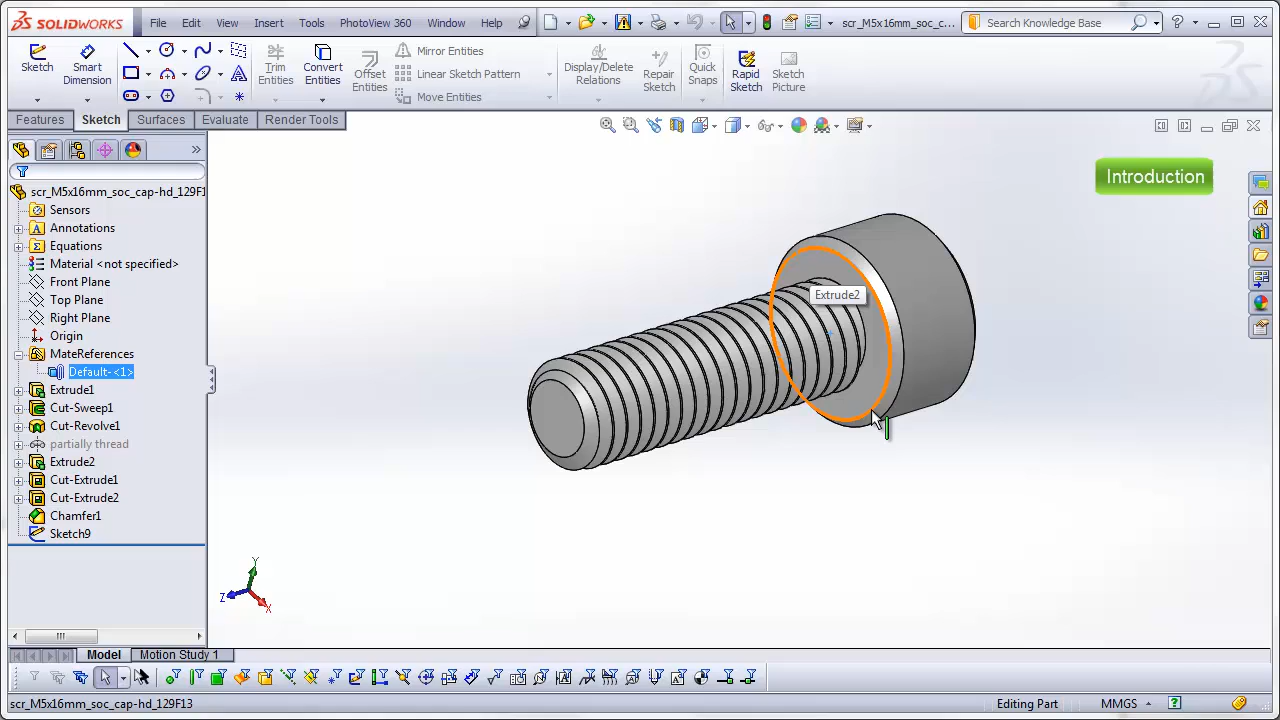 SOLIDWORKS File Edit View Insert Tools PhotoView 360 Window Help scr_M5x16mm_soc_c... Search Knowledge Base
Sketch Smart Dimension Trim Entities Convert Entities Offset Entities Mirror Entities Linear Sketch Pattern Move Entities Display/Delete Relations Repair Sketch Quick Snaps Rapid Sketch Sketch Picture
Features Sketch Surfaces Evaluate Render Tools
Introduction
scr_M5x16mm_soc_cap-hd_129F1
Sensors
Annotations
Equations
Material <not specified>
Front Plane
Top Plane
Right Plane
Origin
MateReferences
Default-<1>
Extrude1
Cut-Sweep1
Cut-Revolve1
partially thread
Extrude2
Cut-Extrude1
Cut-Extrude2
Chamfer1
Sketch9
Extrude2
Y
Z
X
Model Motion Study 1
scr_M5x16mm_soc_cap-hd_129F13 Editing Part MMGS